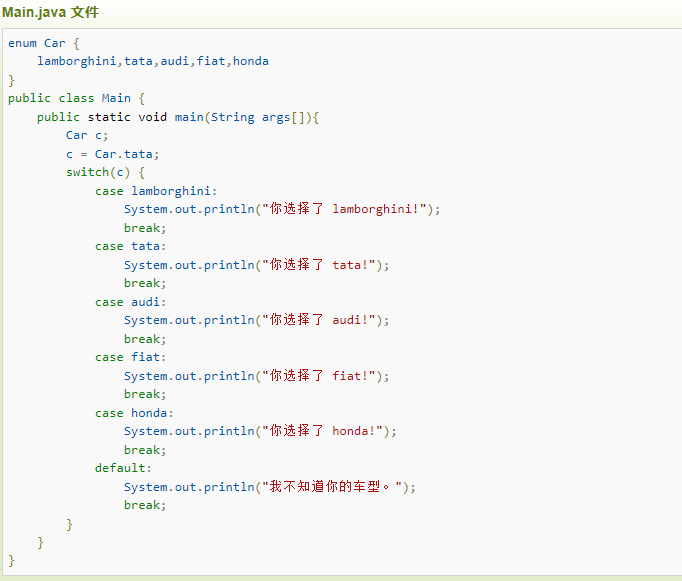 Main.java 文件
enum Car {
    lamborghini,tata,audi,fiat,honda
}
public class Main {
    public static void main(String args[]){
        Car c;
        c = Car.tata;
        switch(c) {
            case lamborghini:
                System.out.println("你选择了 lamborghini!");
                break;
            case tata:
                System.out.println("你选择了 tata!");
                break;
            case audi:
                System.out.println("你选择了 audi!");
                break;
            case fiat:
                System.out.println("你选择了 fiat!");
                break;
            case honda:
                System.out.println("你选择了 honda!");
                break;
            default:
                System.out.println("我不知道你的车型。");
                break;
        }
    }
}